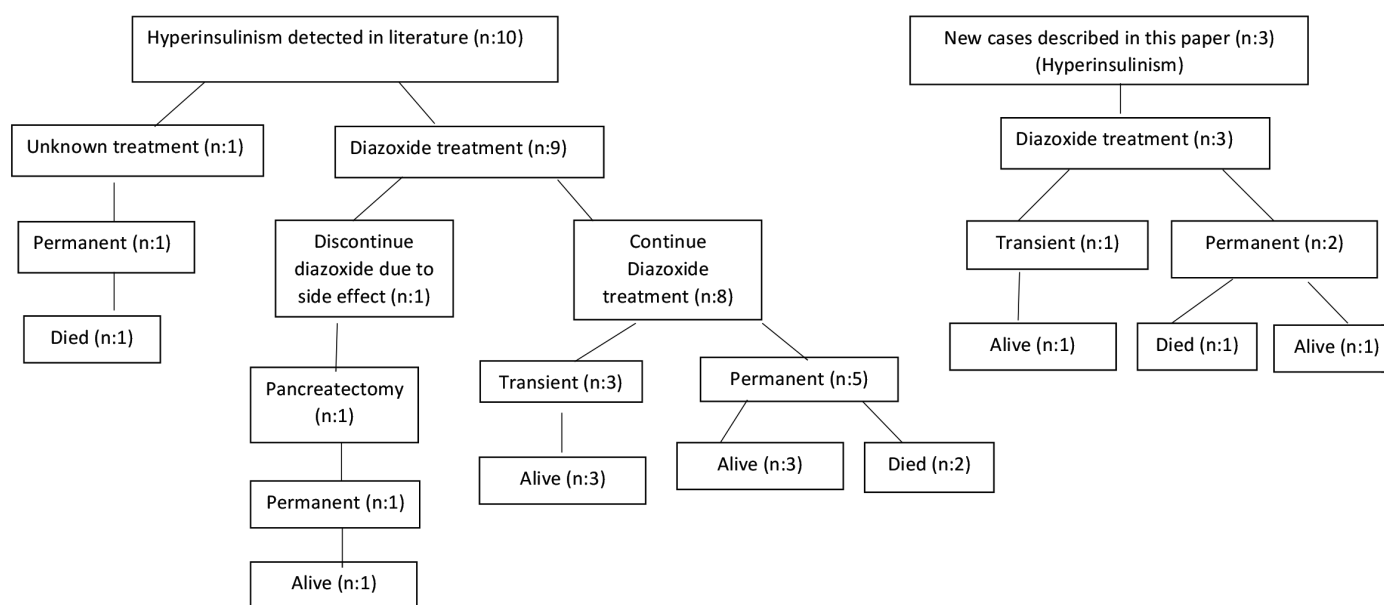 Hyperinsulinism detected in literature (n:10)
Unknown treatment (n:1)
Diazoxide treatment (n:9)
Permanent (n:1)
Died (n:1)
Discontinue
diazoxide due to
side effect (n:1)
Pancreatectomy
(n:1)
Permanent (n:1)
Alive (n:1)
Continue
Diazoxide
treatment (n:8)
Transient (n:3)
Alive (n:3)
Permanent (n:5)
Alive (n:3)
Died (n:2)
New cases described in this paper (n:3)
(Hyperinsulinism)
Diazoxide treatment (n:3)
Transient (n:1)
Alive (n:1)
Permanent (n:2)
Died (n:1)
Alive (n:1)